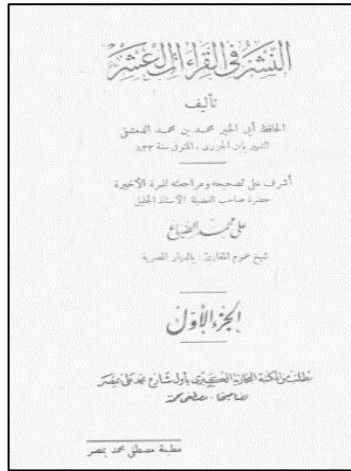 النشر في القراءات العشر
تأليف
الحافظ أبي الخير محمد بن محمد الدمشقي
الشهير بابن الجزري، المتوفى سنة ٨٣٣
أشرف على تصحيحه ومراجعته للمرة الأخيرة
حضرة صاحب الفضيلة الأستاذ الجليل
علي محمد الضباع
شيخ عموم المقارئ بالديار المصرية
الجزء الأول
يطلب من المكتبة التجارية الكبرى بأول شارع محمد علي بمصر
لصاحبها: مصطفى محمد
مطبعة مصطفى محمد بمصر